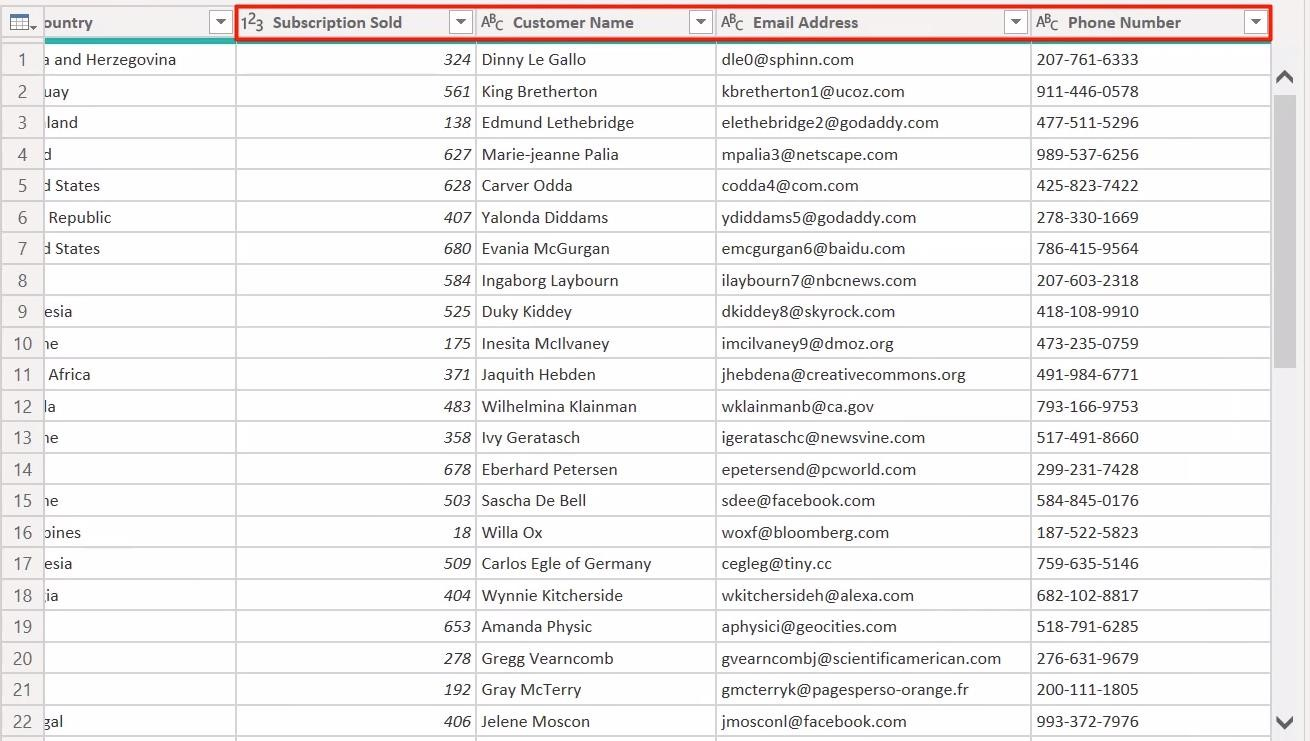 ountry 123 Subscription Sold ABC Customer Name ABC Email Address ABC Phone Number
1 a and Herzegovina 324 Dinny Le Gallo dle0@sphinn.com 207-761-6333
2 uay 561 King Bretherton kbretherton1@ucoz.com 911-446-0578
3 land 138 Edmund Lethebridge elethebridge2@godaddy.com 477-511-5296
4 d 627 Marie-jeanne Palia mpalia3@netscape.com 989-537-6256
5 d States 628 Carver Odda codda4@com.com 425-823-7422
6 Republic 407 Yalonda Diddams ydiddams5@godaddy.com 278-330-1669
7 d States 680 Evania McGurgan emcgurgan6@baidu.com 786-415-9564
8 584 Ingaborg Laybourn ilaybourn7@nbcnews.com 207-603-2318
9 esia 525 Duky Kiddey dkiddey8@skyrock.com 418-108-9910
10 ne 175 Inesita McIlvaney imcilvaney9@dmoz.org 473-235-0759
11 Africa 371 Jaquith Hebden jhebdena@creativecommons.org 491-984-6771
12 la 483 Wilhelmina Klainman wklainmanb@ca.gov 793-166-9753
13 ne 358 Ivy Geratasch igerataschc@newsvine.com 517-491-8660
14 678 Eberhard Petersen epetersend@pcworld.com 299-231-7428
15 ne 503 Sascha De Bell sdee@facebook.com 584-845-0176
16 pines 18 Willa Ox woxf@bloomberg.com 187-522-5823
17 esia 509 Carlos Egle of Germany cegleg@tiny.cc 759-635-5146
18 ia 404 Wynnie Kitcherside wkitchersideh@alexa.com 682-102-8817
19 653 Amanda Physic aphysici@geocities.com 518-791-6285
20 278 Gregg Vearncomb gvearncombj@scientificamerican.com 276-631-9679
21 192 Gray McTerry gmcterryk@pagesperso-orange.fr 200-111-1805
22 gal 406 Jelene Moscon jmosconl@facebook.com 993-372-7976